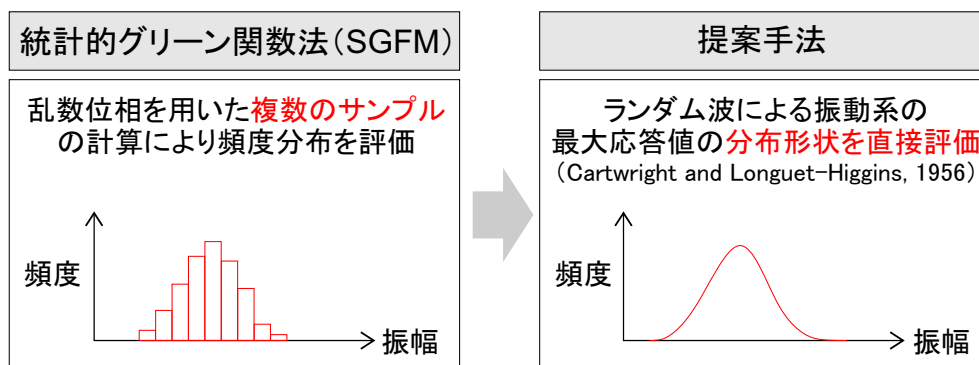 統計的グリーン関数法(SGFM)
乱数位相を用いた複数のサンプル
の計算により頻度分布を評価
頻度
振幅
提案手法
ランダム波による振動系の
最大応答値の分布形状を直接評価
(Cartwright and Longuet-Higgins, 1956)
頻度
振幅